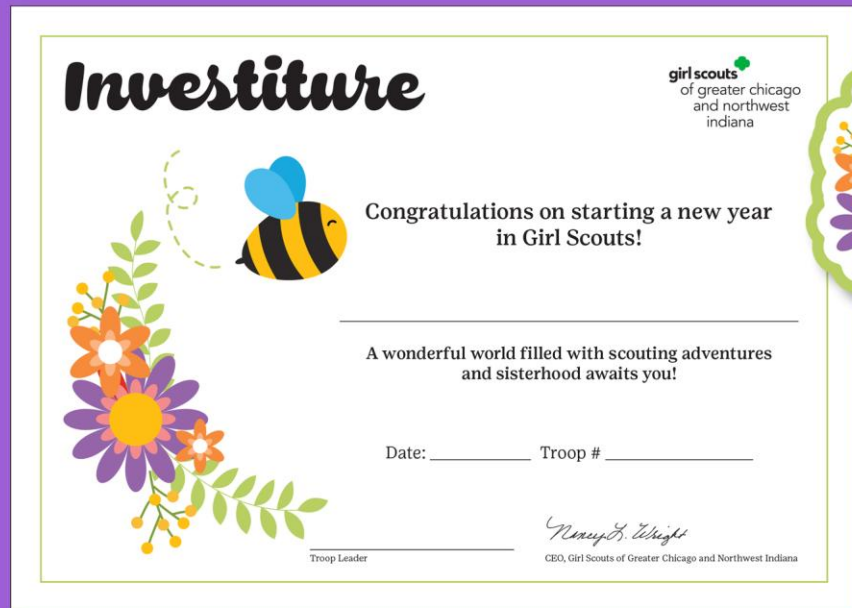 Investiture
girl scouts
of greater chicago
and northwest
indiana
Congratulations on starting a new year
in Girl Scouts!
A wonderful world filled with scouting adventures
and sisterhood awaits you!
Date: Troop #
Nancy L. Wright
Troop Leader
CEO, Girl Scouts of Greater Chicago and Northwest Indiana